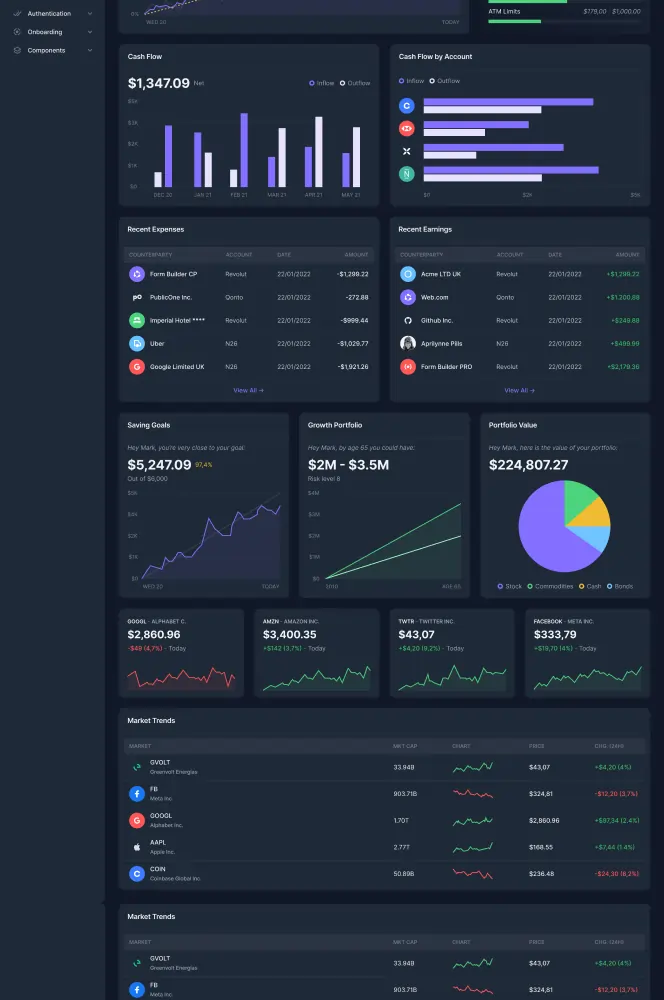 Authentication
Onboarding
Components
0%
WED 20
TODAY
ATM Limits
$179,00 · $1,000.00
Cash Flow
$1,347.09 Net
Inflow
Outflow
$5K
$3K
$2K
$1K
$0
DEC 20
JAN 21
FEB 21
MAR 21
APR 21
MAY 21
Cash Flow by Account
Inflow
Outflow
$0
$2K
$5K
Recent Expenses
COUNTERPARTY ACCOUNT DATE AMOUNT
Form Builder CP Revolut 22/01/2022 -$1,299.22
PO PublicOne Inc. Qonto 22/01/2022 -272.88
Imperial Hotel **** Revolut 22/01/2022 -$999.44
Uber N26 22/01/2022 -$1,029.77
G Google Limited UK N26 22/01/2022 -$1,921.26
View All ->
Recent Earnings
COUNTERPARTY ACCOUNT DATE AMOUNT
Acme LTD UK Revolut 22/01/2022 +$1,299.22
Web.com Qonto 22/01/2022 +$1,200.88
Github Inc. Revolut 22/01/2022 +$249.88
Aprilynne Pills N26 22/01/2022 +$499.99
Form Builder PRO Revolut 22/01/2022 +$2,179.36
View All ->
Saving Goals
Hey Mark, you're very close to your goal:
$5,247.09 97,4%
Out of $6,000
$6K
$4K
$2K
$1K
$0
WED 22
TODAY
Growth Portfolio
Hey Mark, by age 65 you could have:
$2M - $3.5M
Risk level 8
$4M
$3M
$2M
$1M
$0
2010
AGE 65
Portfolio Value
Hey Mark, here is the value of your portfolio:
$224,807.27
Stock
Commodities
Cash
Bonds
GOOGL · ALPHABET C.
$2,860.96
-$49 (4,7%) · Today
AMZN · AMAZON INC.
$3,400.35
+$142 (3,7%) · Today
TWTR · TWITTER INC.
$43,07
+$4,20 (9,2%) · Today
FACEBOOK · META INC.
$333,79
+$19,70 (4%) · Today
Market Trends
MARKET MKT CAP CHART PRICE CHG. (24H)
GVOLT
Greenvolt Energias
33.94B $43,07 +$4,20 (4%)
FB
Meta Inc
903.71B $324,81 -$12,20 (3,7%)
G GOOGL
Alphabet Inc.
1.70T $2,860.96 +$97,34 (2.4%)
AAPL
Apple Inc.
2.77T $168.55 +$7,44 (1.4%)
C COIN
Coinbase Global Inc.
50.89B $236.48 -$24,30 (8,2%)
Market Trends
MARKET MKT CAP CHART PRICE CHG. (24H)
GVOLT
Greenvolt Energias
33.94B $43,07 +$4,20 (4%)
FB
Meta Inc
903.71B $324,81 -$12,20 (3,7%)